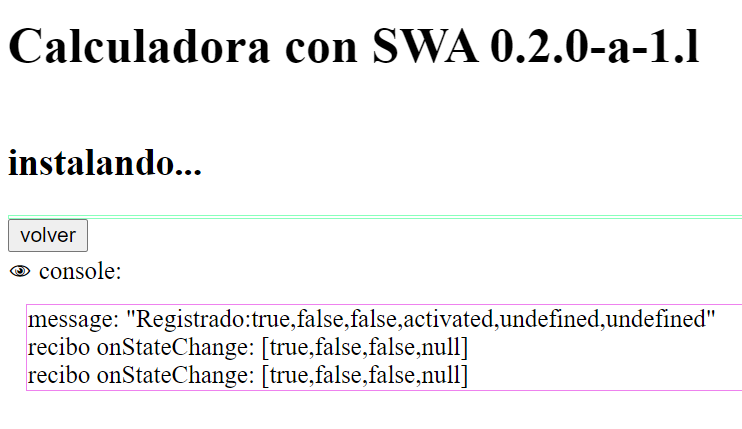 Calculadora con SWA 0.2.0-a-1.l
instalando...
volver
👁 console:
message: "Registrado:true,false,false,activated,undefined,undefined"
recibo onStateChange: [true,false,false,null]
recibo onStateChange: [true,false,false,null]